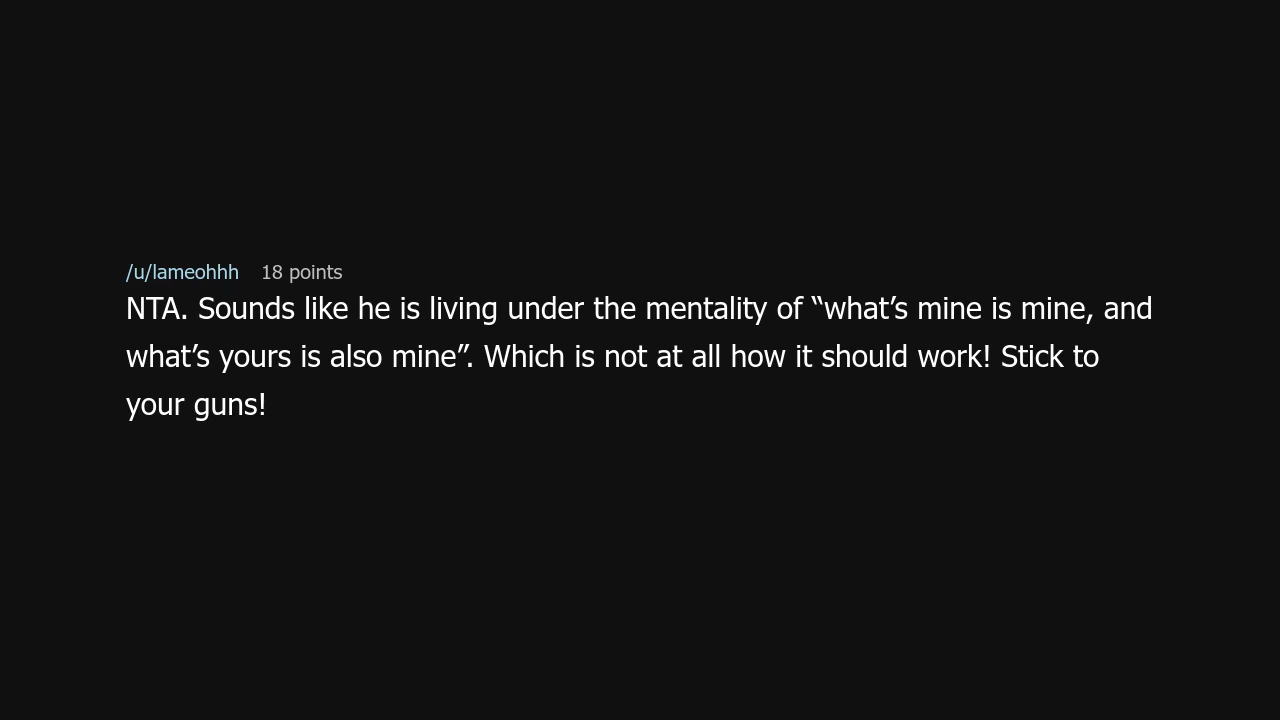 /u/lameohhh 18 points
NTA. Sounds like he is living under the mentality of “what’s mine is mine, and
what’s yours is also mine”. Which is not at all how it should work! Stick to
your guns!